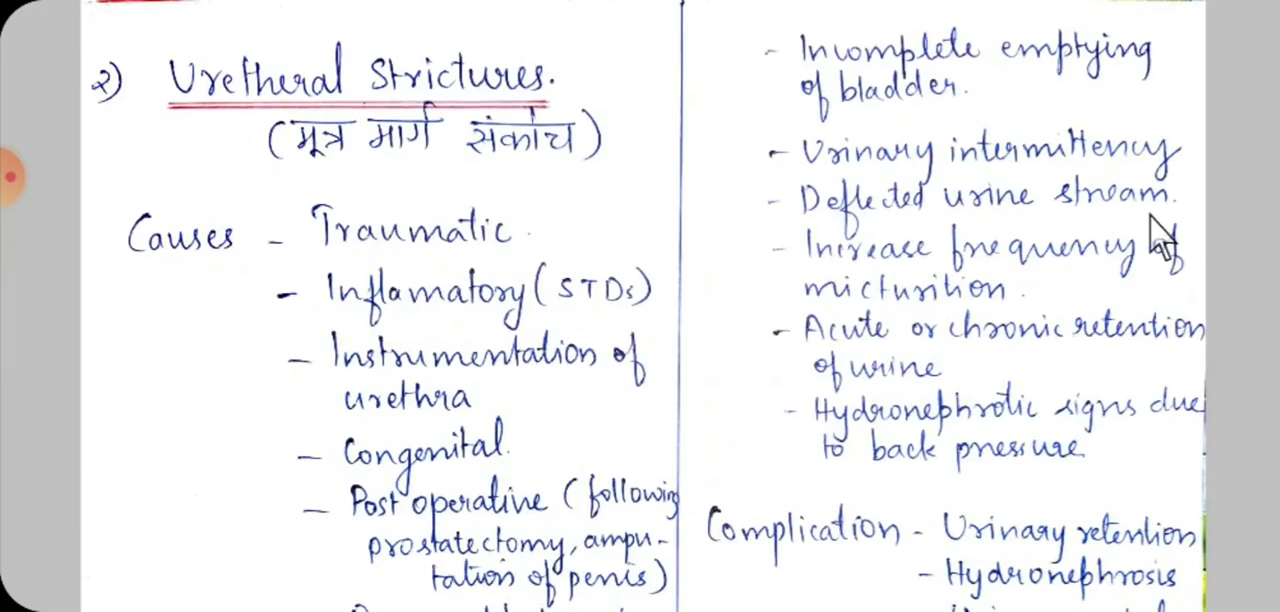 २) Uretheral Strictures.
(मूत्र मार्ग संकोच)
Causes - Traumatic.
- Inflamatory (STDs)
- Instrumentation of
urethra
- Congenital.
- Post operative (following
prostatectomy, ampu-
tation of penis)
- Incomplete emptying
of bladder.
- Urinary intermittency
- Deflected urine stream.
- Increase frequency of
micturition.
- Acute or chronic retention
of urine
- Hydronephrotic signs due
to back pressure
Complication - Urinary retention
- Hydronephrosis